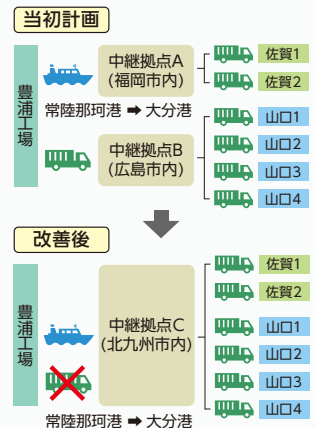 当初計画
豊浦工場
中継拠点A
(福岡市内)
佐賀1
佐賀2
常陸那珂港 ➡ 大分港
中継拠点B
(広島市内)
山口1
山口2
山口3
山口4
改善後
豊浦工場
中継拠点C
(北九州市内)
佐賀1
佐賀2
山口1
山口2
山口3
山口4
常陸那珂港 ➡ 大分港